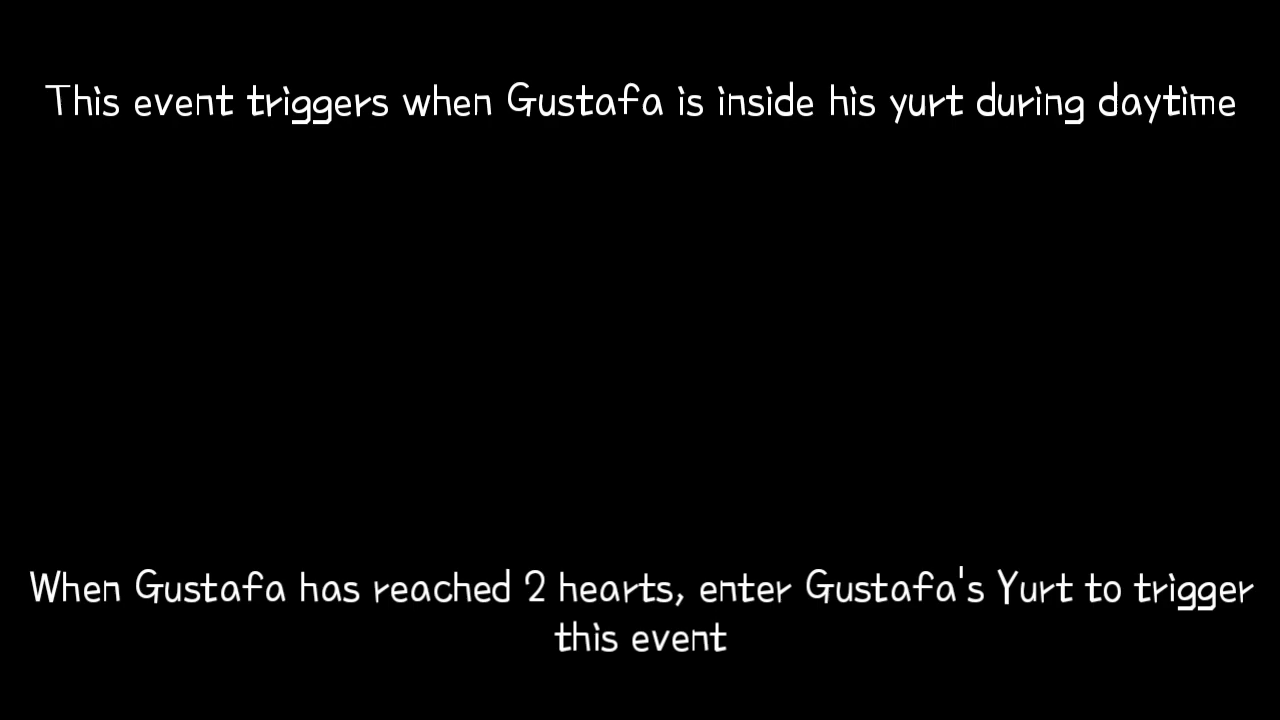 This event triggers when Gustafa is inside his yurt during daytime
When Gustafa has reached 2 hearts, enter Gustafa's Yurt to trigger
this event